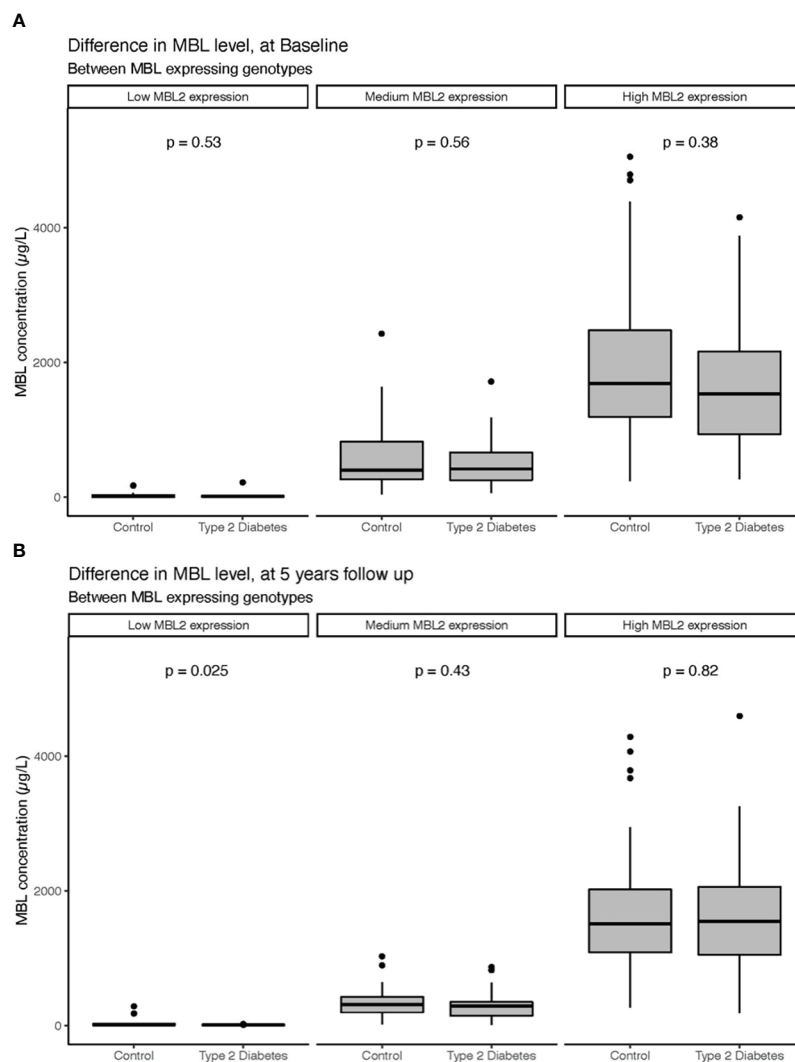 A
Difference in MBL level, at Baseline
Between MBL expressing genotypes
Low MBL2 expression
Medium MBL2 expression
High MBL2 expression
p = 0.53
p = 0.56
p = 0.38
MBL concentration (µg/L)
4000
2000
0
Control
Type 2 Diabetes
Control
Type 2 Diabetes
Control
Type 2 Diabetes
B
Difference in MBL level, at 5 years follow up
Between MBL expressing genotypes
Low MBL2 expression
Medium MBL2 expression
High MBL2 expression
p = 0.025
p = 0.43
p = 0.82
MBL concentration (µg/L)
4000
2000
0
Control
Type 2 Diabetes
Control
Type 2 Diabetes
Control
Type 2 Diabetes